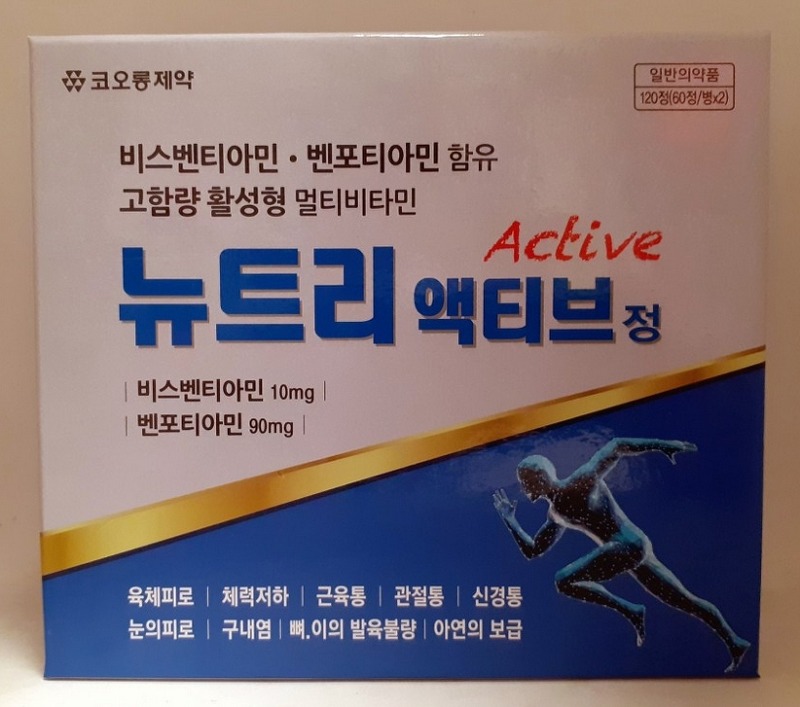 코오롱제약
일반의약품
120정(60정/병x2)
비스벤티아민 • 벤포티아민 함유
고함량 활성형 멀티비타민
Active
뉴트리 액티브 정
| 비스벤티아민 10mg |
| 벤포티아민 90mg |
육체피로 | 체력저하 | 근육통 | 관절통 | 신경통
눈의피로 | 구내염 | 뼈.이의 발육불량 | 아연의 보급